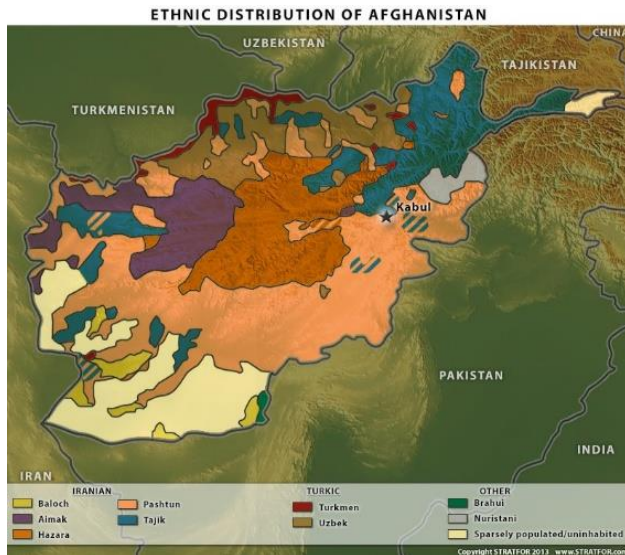 ETHNIC DISTRIBUTION OF AFGHANISTAN
CHINA
UZBEKISTAN
TAJIKISTAN
TURKMENISTAN
Kabul
PAKISTAN
INDIA
IRAN
IRANIAN
TURKIC
OTHER
Baloch
Pashtun
Turkmen
Brahui
Aimak
Tajik
Uzbek
Nuristani
Hazara
Sparsely populated/uninhabited
Copyright STRATFOR 2013 www.STRATFOR.com